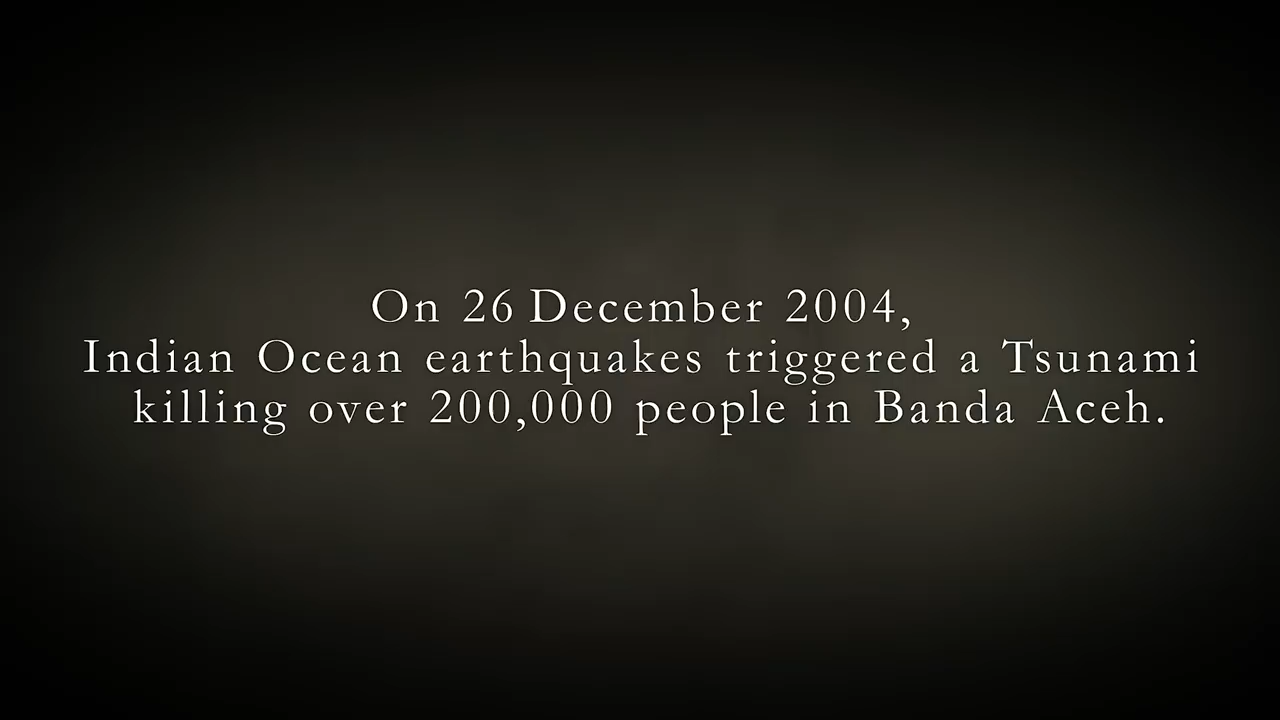 On 26 December 2004,
Indian Ocean earthquakes triggered a Tsunami
killing over 200,000 people in Banda Aceh.